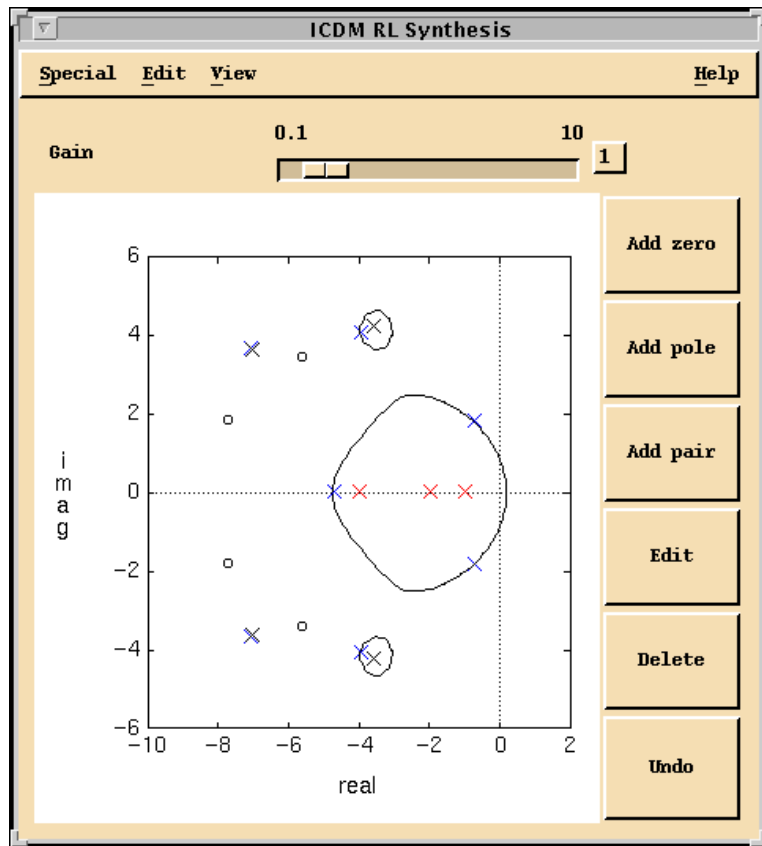 ICDM RL Synthesis
Special Edit View Help
0.1 10
Gain 1
Add zero
Add pole
Add pair
Edit
Delete
Undo
6
4
2
0
-2
-4
-6
imag
-10 -8 -6 -4 -2 0 2
real